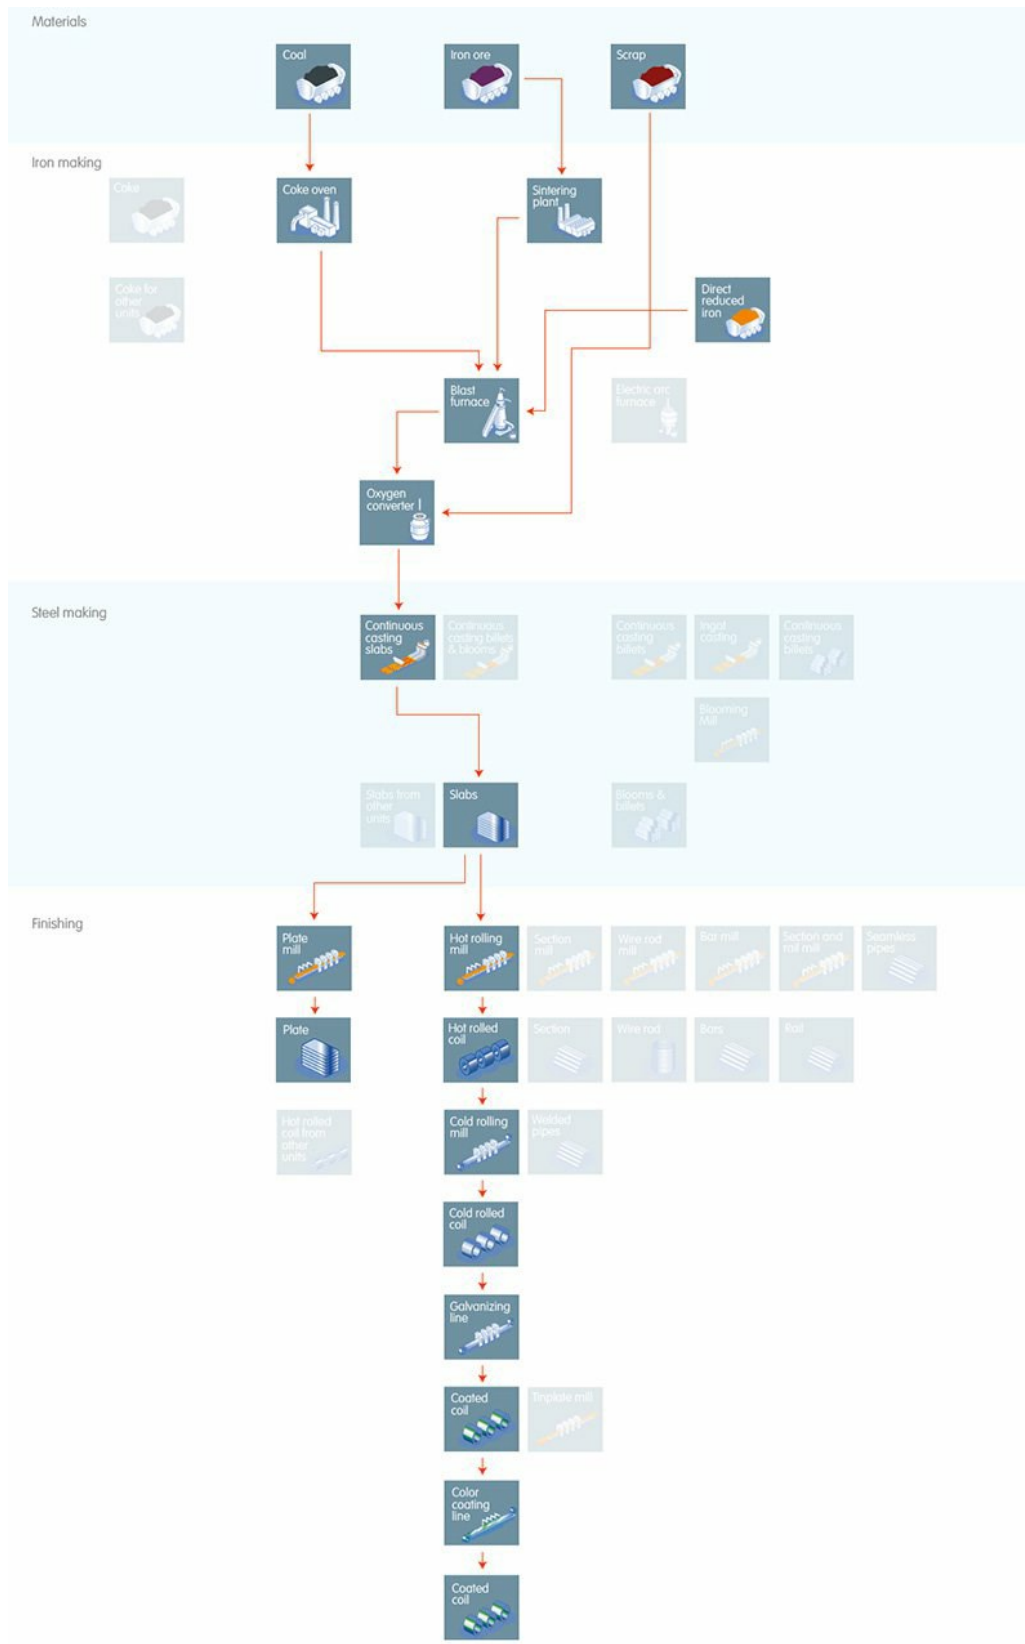 Materials
Coal
Iron ore
Scrap
Iron making
Coke
Coke oven
Sintering
plant
Coke for
other
units
Direct
reduced
iron
Blast
furnace
Electric arc
furnace
Oxygen
converter
Steel making
Continuous
casting
slabs
Continuous
casting billets
& blooms
Continuous
casting
billets
Ingot
casting
Continuous
casting
billets
Blooming
Mill
Slabs from
other
units
Slabs
Blooms &
billets
Finishing
Plate
mill
Hot rolling
mill
Section
mill
Wire rod
mill
Bar mill
Section and
rail mill
Seamless
pipes
Plate
Hot rolled
coil
Section
Wire rod
Bars
Rail
Hot rolled
coil from
other
units
Cold rolling
mill
Welded
pipes
Cold rolled
coil
Galvanizing
line
Coated
coil
Tinplate mill
Color
coating
line
Coated
coil